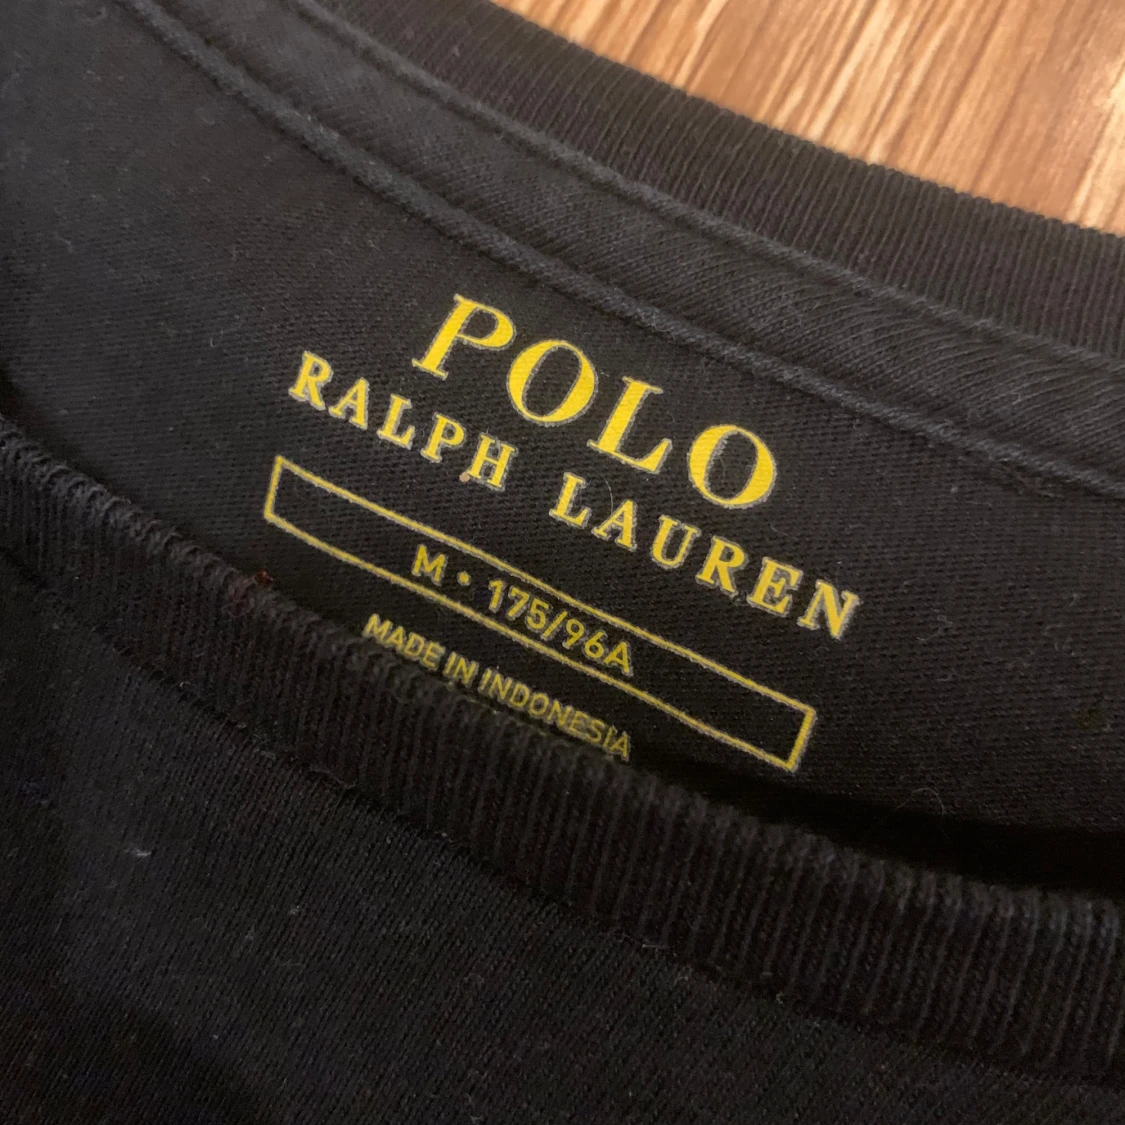 POLO
RALPH LAUREN
M • 175/96A
MADE IN INDONESIA